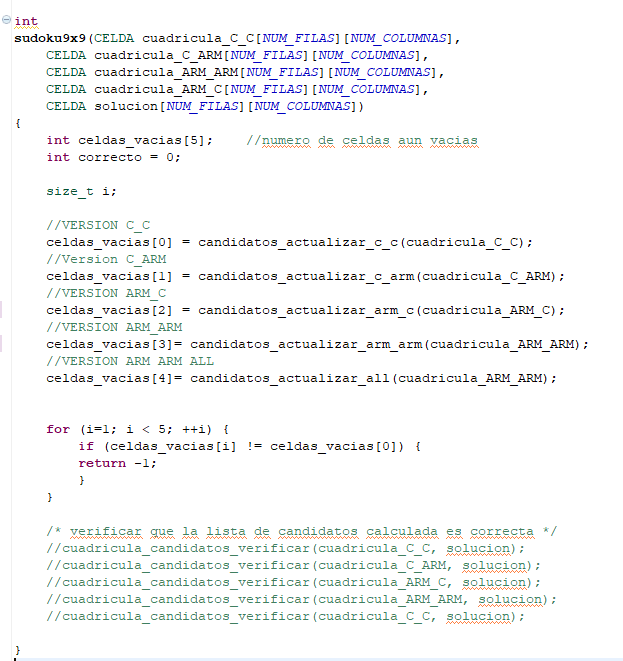 int
sudoku9x9(CELDA cuadricula_C_C[NUM_FILAS][NUM_COLUMNAS],
    CELDA cuadricula_C_ARM[NUM_FILAS][NUM_COLUMNAS],
    CELDA cuadricula_ARM_ARM[NUM_FILAS][NUM_COLUMNAS],
    CELDA cuadricula_ARM_C[NUM_FILAS][NUM_COLUMNAS],
    CELDA solucion[NUM_FILAS][NUM_COLUMNAS])
{
    int celdas_vacias[5];    //numero de celdas aun vacias
    int correcto = 0;

    size_t i;

    //VERSION C_C
    celdas_vacias[0] = candidatos_actualizar_c_c(cuadricula_C_C);
    //Version C_ARM
    celdas_vacias[1] = candidatos_actualizar_c_arm(cuadricula_C_ARM);
    //VERSION ARM_C
    celdas_vacias[2] = candidatos_actualizar_arm_c(cuadricula_ARM_C);
    //VERSION ARM_ARM
    celdas_vacias[3]= candidatos_actualizar_arm_arm(cuadricula_ARM_ARM);
    //VERSION ARM ARM ALL
    celdas_vacias[4]= candidatos_actualizar_all(cuadricula_ARM_ARM);


    for (i=1; i < 5; ++i) {
        if (celdas_vacias[i] != celdas_vacias[0]) {
        return -1;
        }
    }

    /* verificar que la lista de candidatos calculada es correcta */
    //cuadricula_candidatos_verificar(cuadricula_C_C, solucion);
    //cuadricula_candidatos_verificar(cuadricula_C_ARM, solucion);
    //cuadricula_candidatos_verificar(cuadricula_ARM_C, solucion);
    //cuadricula_candidatos_verificar(cuadricula_ARM_ARM, solucion);
    //cuadricula_candidatos_verificar(cuadricula_C_C, solucion);

}